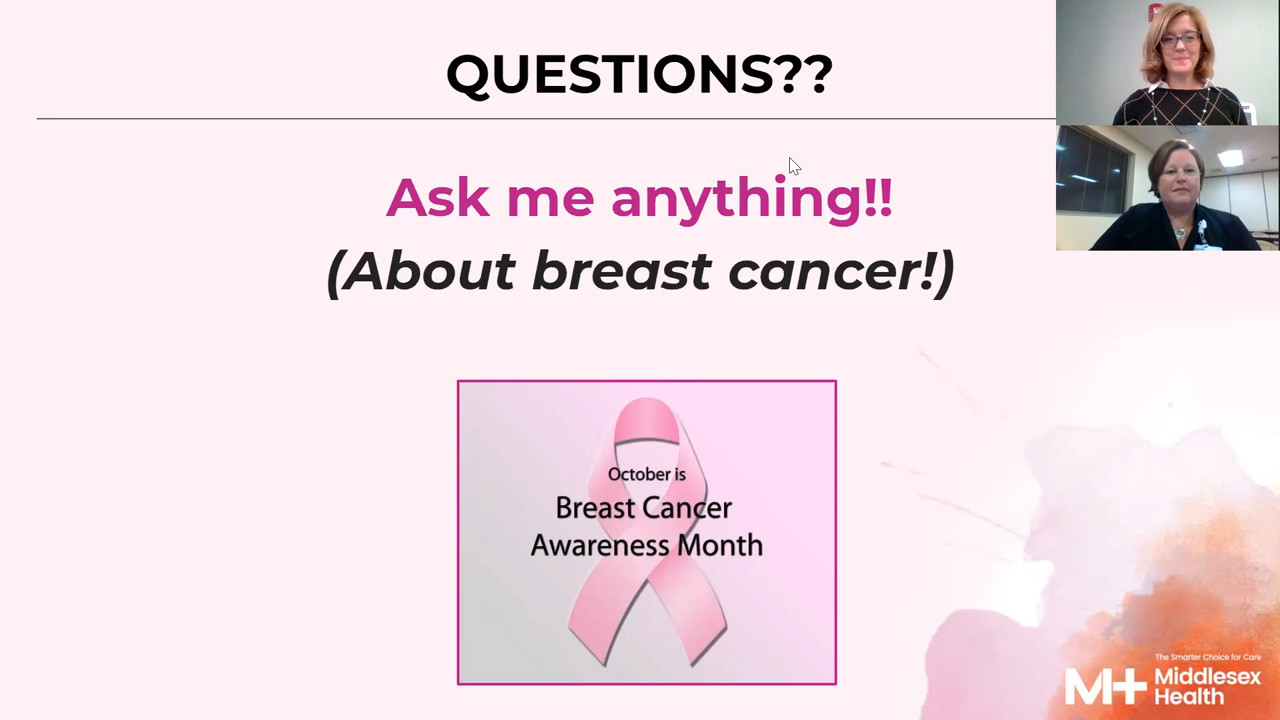 QUESTIONS??
Ask me anything!!
(About breast cancer!)
October is
Breast Cancer
Awareness Month
The Smarter Choice for Care
M+ Middlesex
Health